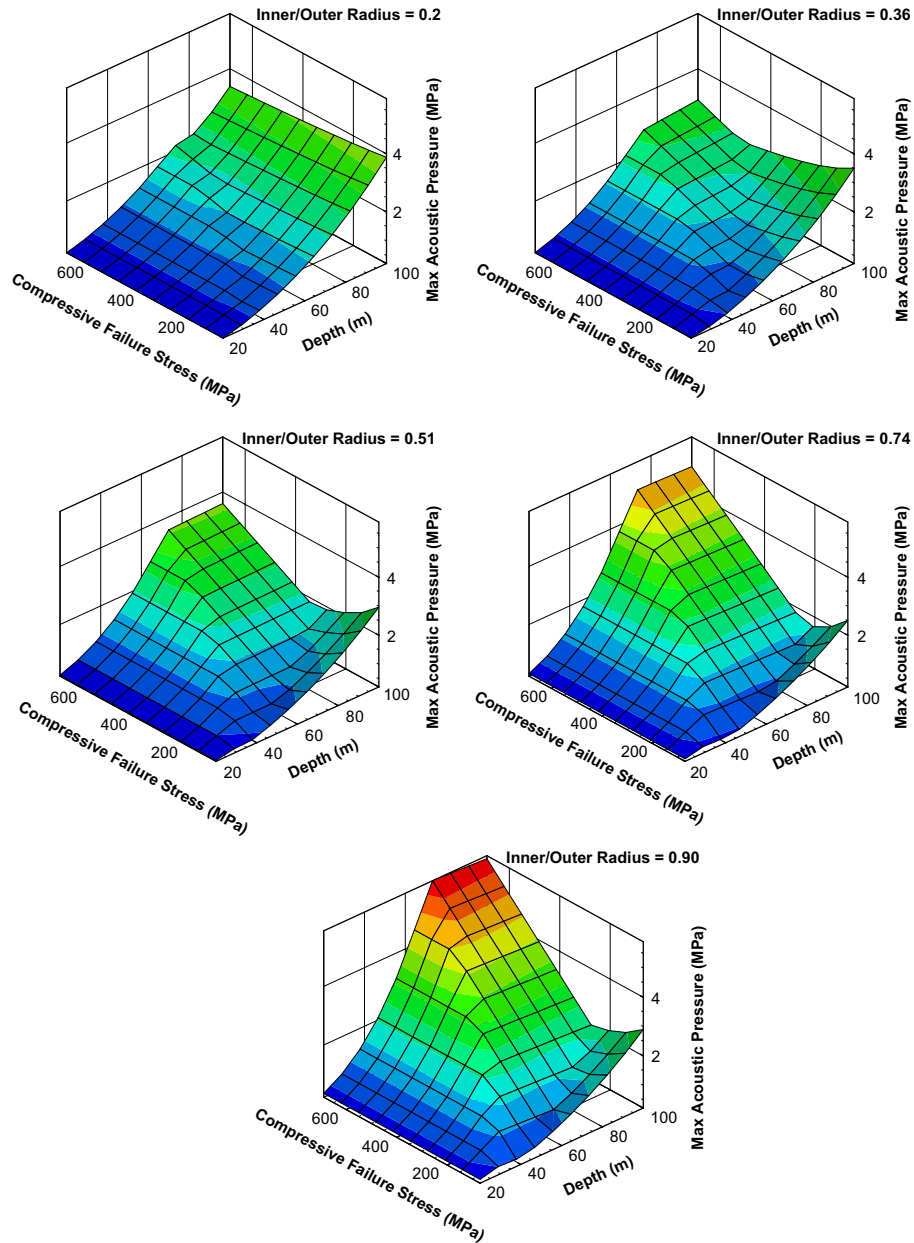 Inner/Outer Radius = 0.2
Max Acoustic Pressure (MPa)
4
2
600
400
200
Compressive Failure Stress (MPa)
20
40
60
80
100
Depth (m)
Inner/Outer Radius = 0.36
Max Acoustic Pressure (MPa)
4
2
600
400
200
Compressive Failure Stress (MPa)
20
40
60
80
100
Depth (m)
Inner/Outer Radius = 0.51
Max Acoustic Pressure (MPa)
4
2
600
400
200
Compressive Failure Stress (MPa)
20
40
60
80
100
Depth (m)
Inner/Outer Radius = 0.74
Max Acoustic Pressure (MPa)
4
2
600
400
200
Compressive Failure Stress (MPa)
20
40
60
80
100
Depth (m)
Inner/Outer Radius = 0.90
Max Acoustic Pressure (MPa)
4
2
600
400
200
Compressive Failure Stress (MPa)
20
40
60
80
100
Depth (m)